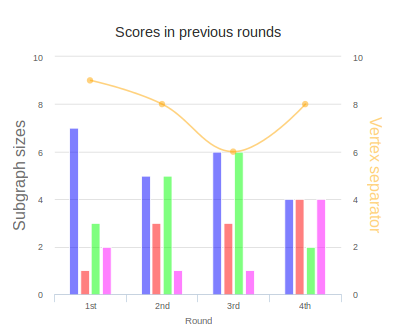 Scores in previous rounds
Subgraph sizes
10
8
6
4
2
0
10
8
6
4
2
0
Vertex separator
1st 2nd 3rd 4th
Round